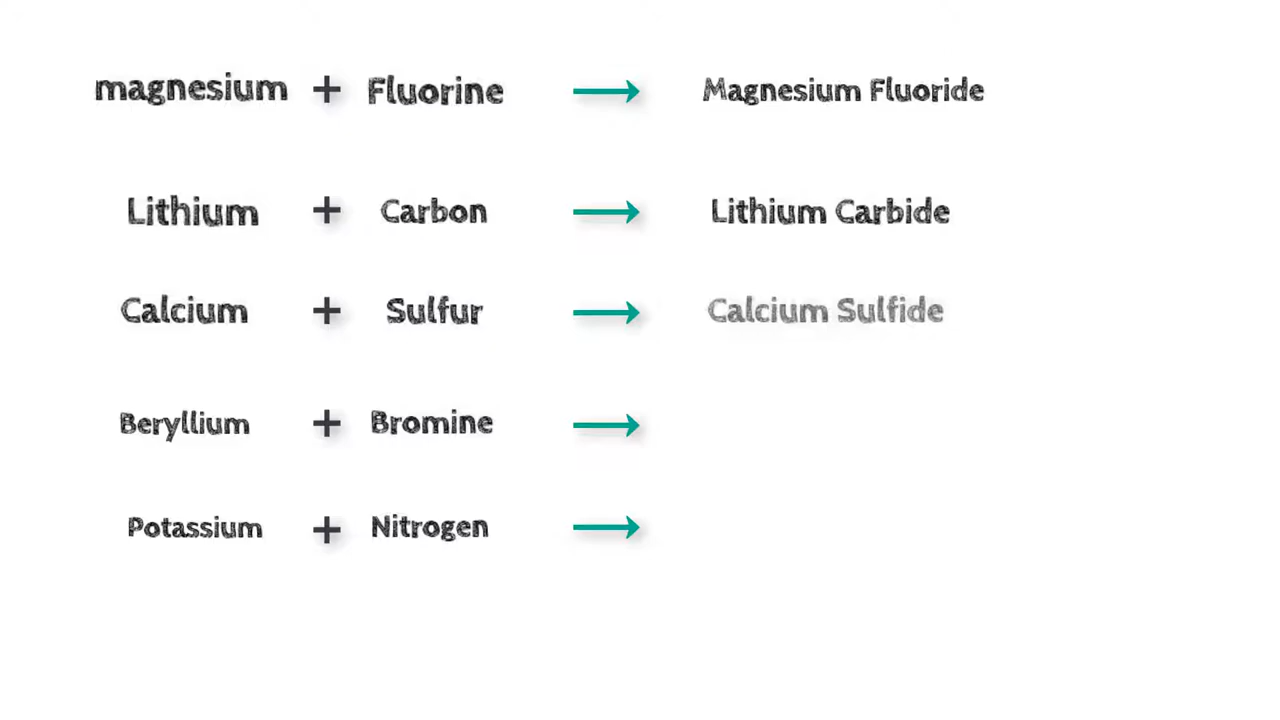 magnesium + Fluorine → Magnesium Fluoride
Lithium + Carbon → Lithium Carbide
Calcium + Sulfur → Calcium Sulfide
Beryllium + Bromine →
Potassium + Nitrogen →